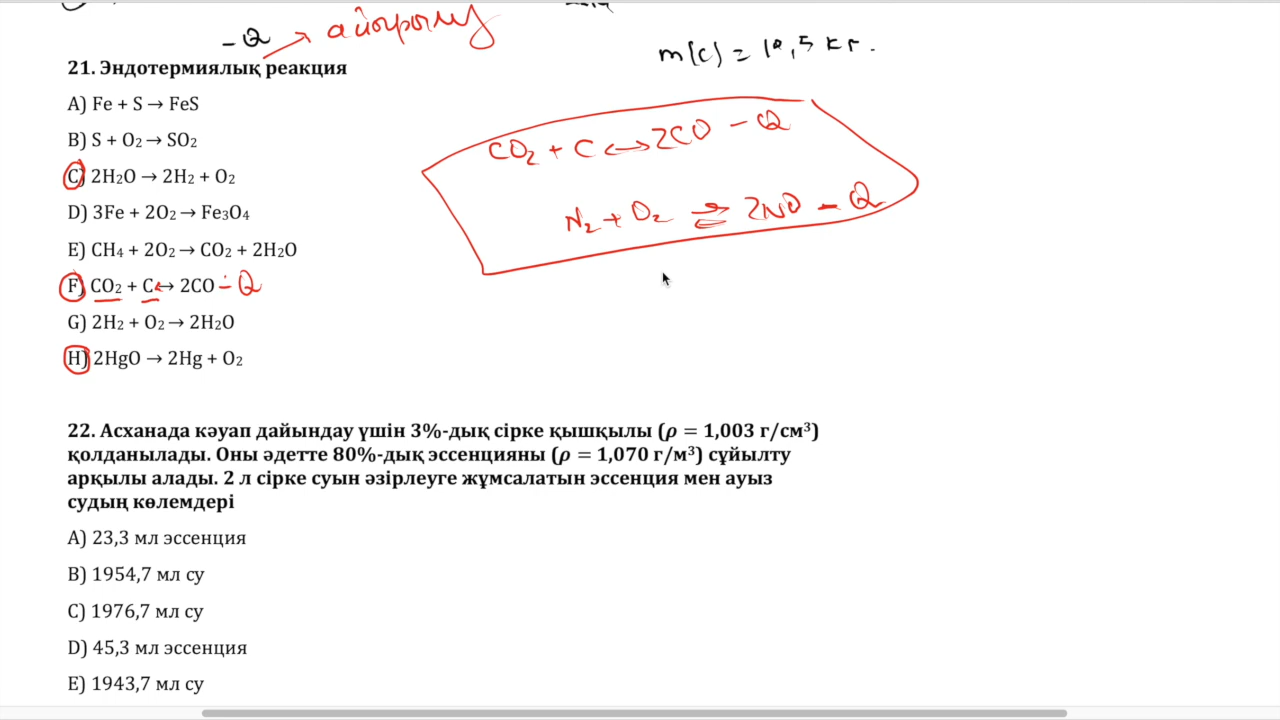 - Q → айырылу
m(C) = 10,5 кг.
21. Эндотермиялық реакция
A) Fe + S → FeS
B) S + O₂ → SO₂
C) 2H₂O → 2H₂ + O₂
D) 3Fe + 2O₂ → Fe₃O₄
E) CH₄ + 2O₂ → CO₂ + 2H₂O
F) CO₂ + C ↔ 2CO - Q
G) 2H₂ + O₂ → 2H₂O
H) 2HgO → 2Hg + O₂
CO₂ + C ↔ 2CO - Q
N₂ + O₂ ⇄ 2NO - Q
22. Асханада кәуап дайындау үшін 3%-дық сірке қышқылы (ρ = 1,003 г/см³)
қолданылады. Оны әдетте 80%-дық эссенцияны (ρ = 1,070 г/м³) сұйылту
арқылы алады. 2 л сірке суын әзірлеуге жұмсалатын эссенция мен ауыз
судың көлемдері
A) 23,3 мл эссенция
B) 1954,7 мл су
C) 1976,7 мл су
D) 45,3 мл эссенция
E) 1943,7 мл су